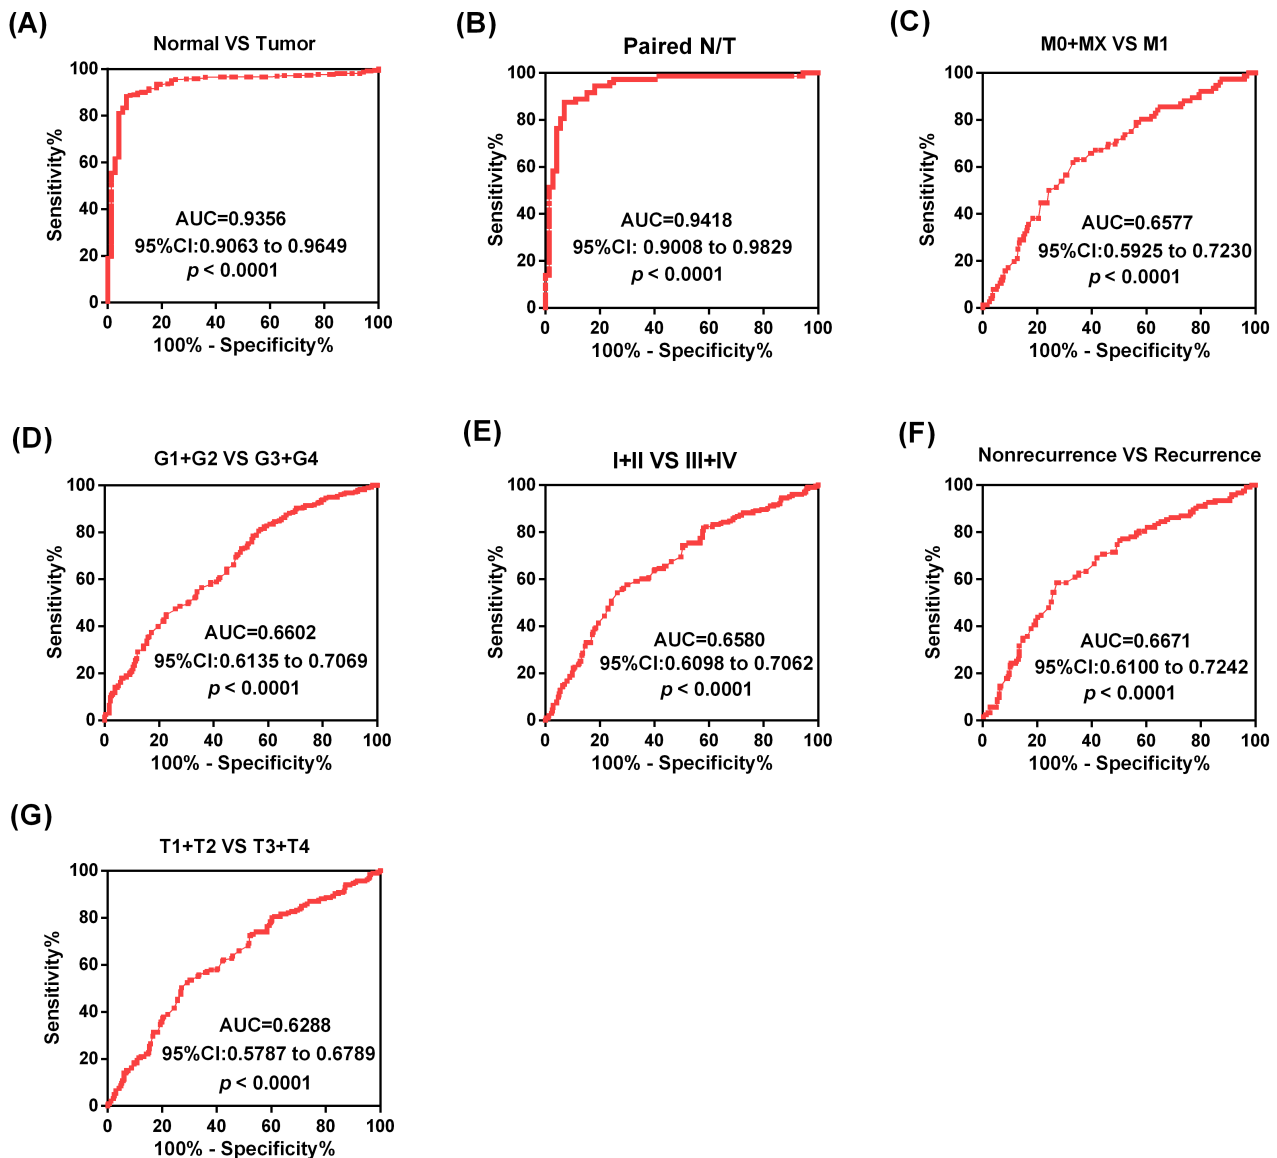 (A)
Normal VS Tumor
100
80
60
40
20
0
Sensitivity%
AUC=0.9356
95%CI:0.9063 to 0.9649
p < 0.0001
0 20 40 60 80 100
100% - Specificity%
(B)
Paired N/T
100
80
60
40
20
0
Sensitivity%
AUC=0.9418
95%CI: 0.9008 to 0.9829
p < 0.0001
0 20 40 60 80 100
100% - Specificity%
(C)
M0+MX VS M1
100
80
60
40
20
0
Sensitivity%
AUC=0.6577
95%CI:0.5925 to 0.7230
p < 0.0001
0 20 40 60 80 100
100% - Specificity%
(D)
G1+G2 VS G3+G4
100
80
60
40
20
0
Sensitivity%
AUC=0.6602
95%CI:0.6135 to 0.7069
p < 0.0001
0 20 40 60 80 100
100% - Specificity%
(E)
I+II VS III+IV
100
80
60
40
20
0
Sensitivity%
AUC=0.6580
95%CI:0.6098 to 0.7062
p < 0.0001
0 20 40 60 80 100
100% - Specificity%
(F)
Nonrecurrence VS Recurrence
100
80
60
40
20
0
Sensitivity%
AUC=0.6671
95%CI:0.6100 to 0.7242
p < 0.0001
0 20 40 60 80 100
100% - Specificity%
(G)
T1+T2 VS T3+T4
100
80
60
40
20
0
Sensitivity%
AUC=0.6288
95%CI:0.5787 to 0.6789
p < 0.0001
0 20 40 60 80 100
100% - Specificity%